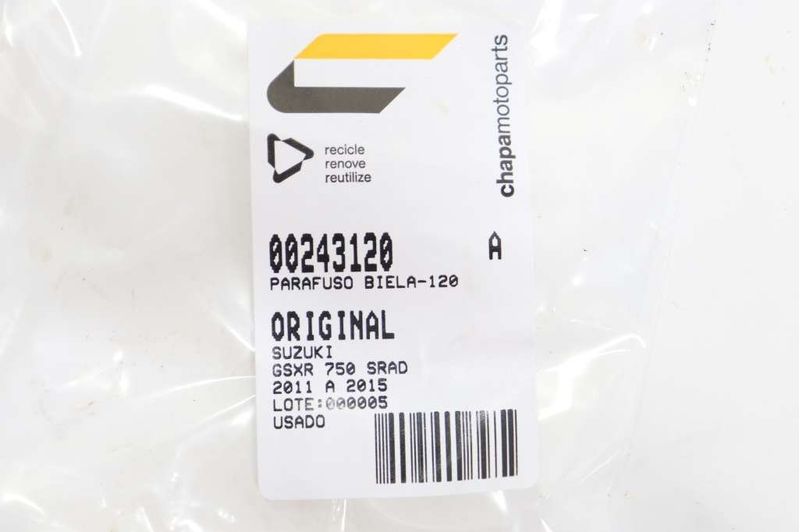 chapamotoparts
recicle
renove
reutilize
00243120 A
PARAFUSO BIELA-120
ORIGINAL
SUZUKI
GSXR 750 SRAD
2011 A 2015
LOTE:000005
USADO